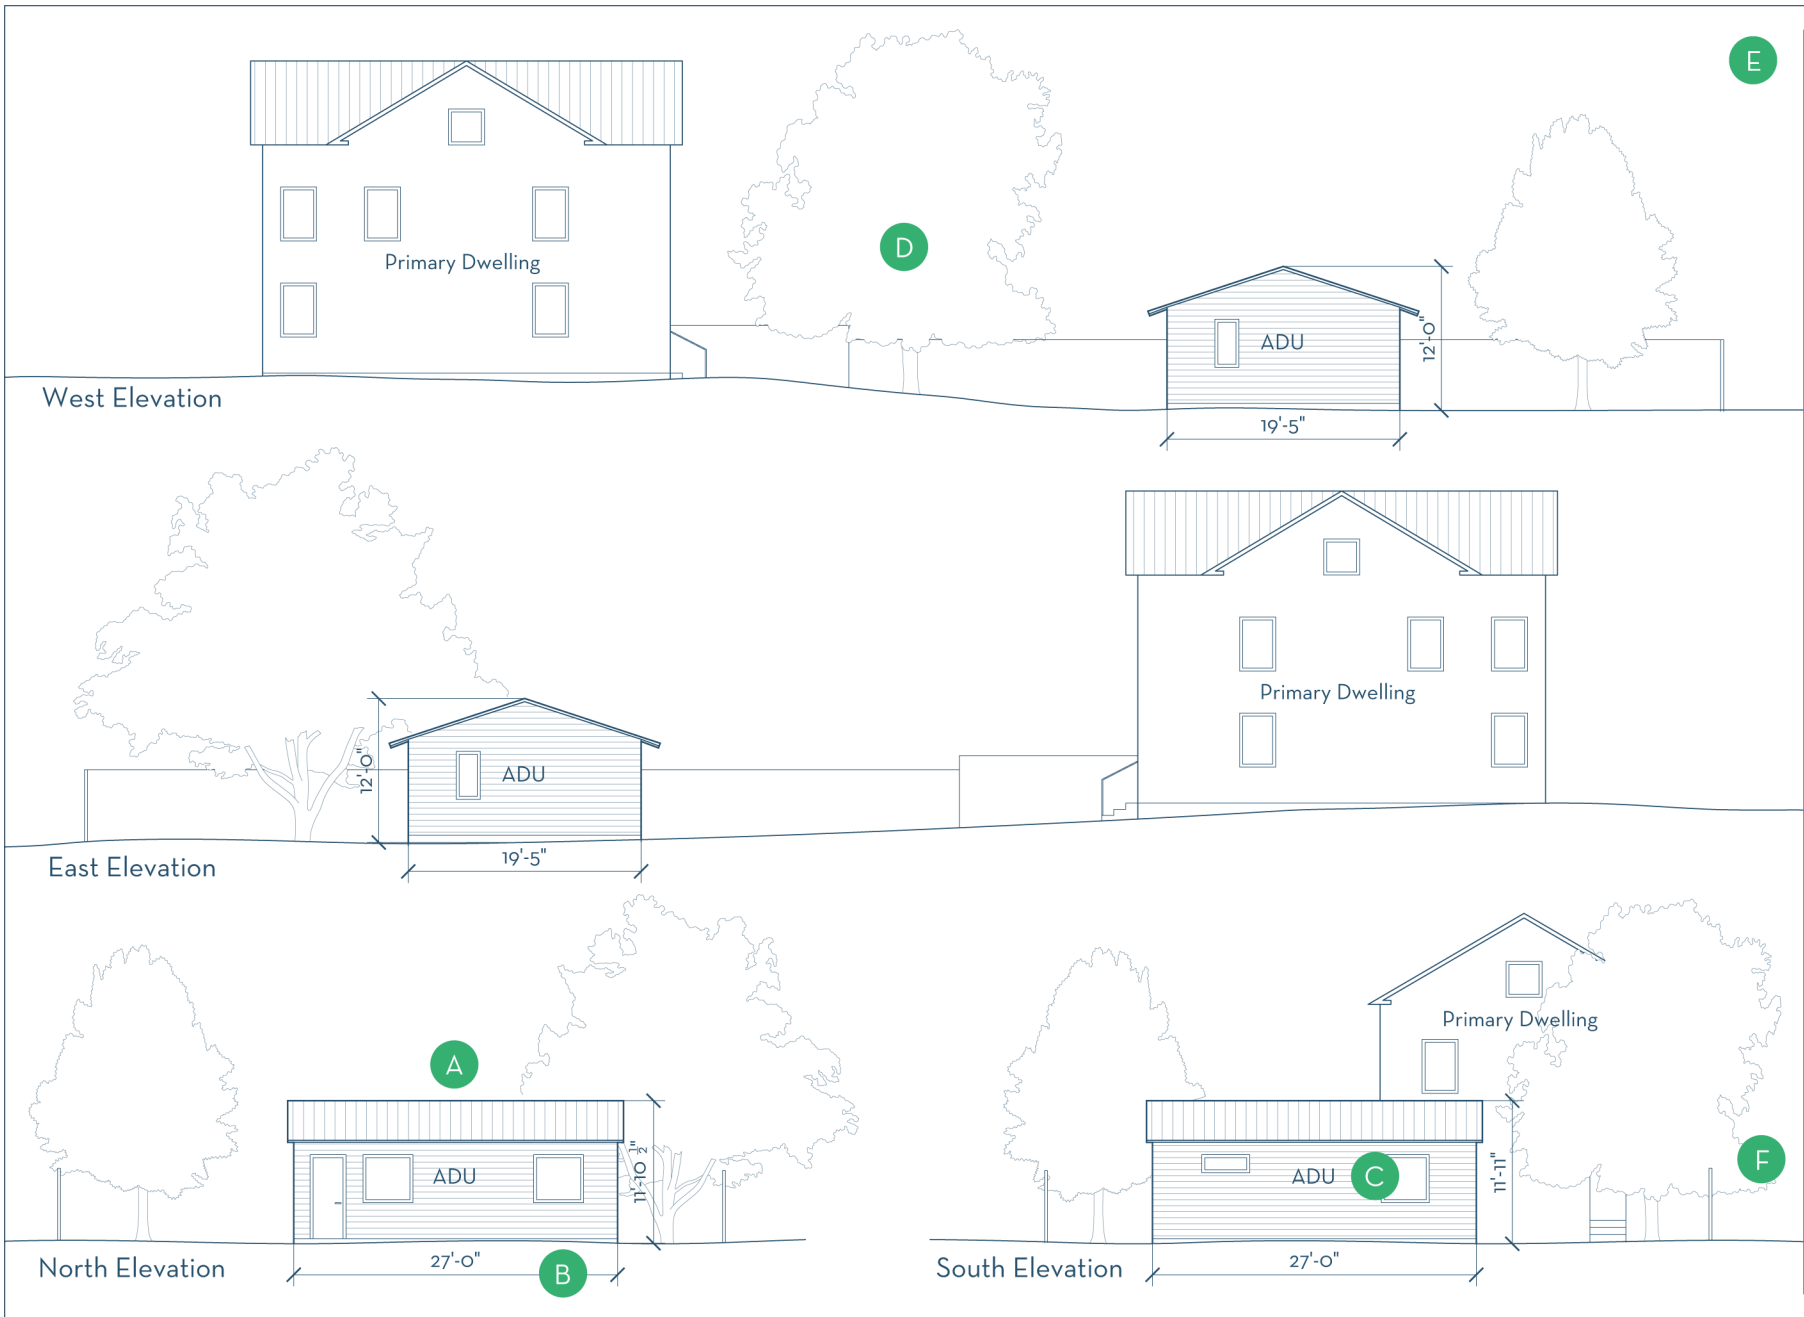 E
D
Primary Dwelling
ADU
12'-0"
West Elevation
19'-5"
Primary Dwelling
12'-0"
ADU
19'-5"
East Elevation
Primary Dwelling
A
F
ADU
11'-10 1/2"
ADU
C
11'-11"
North Elevation
27'-0"
B
South Elevation
27'-0"